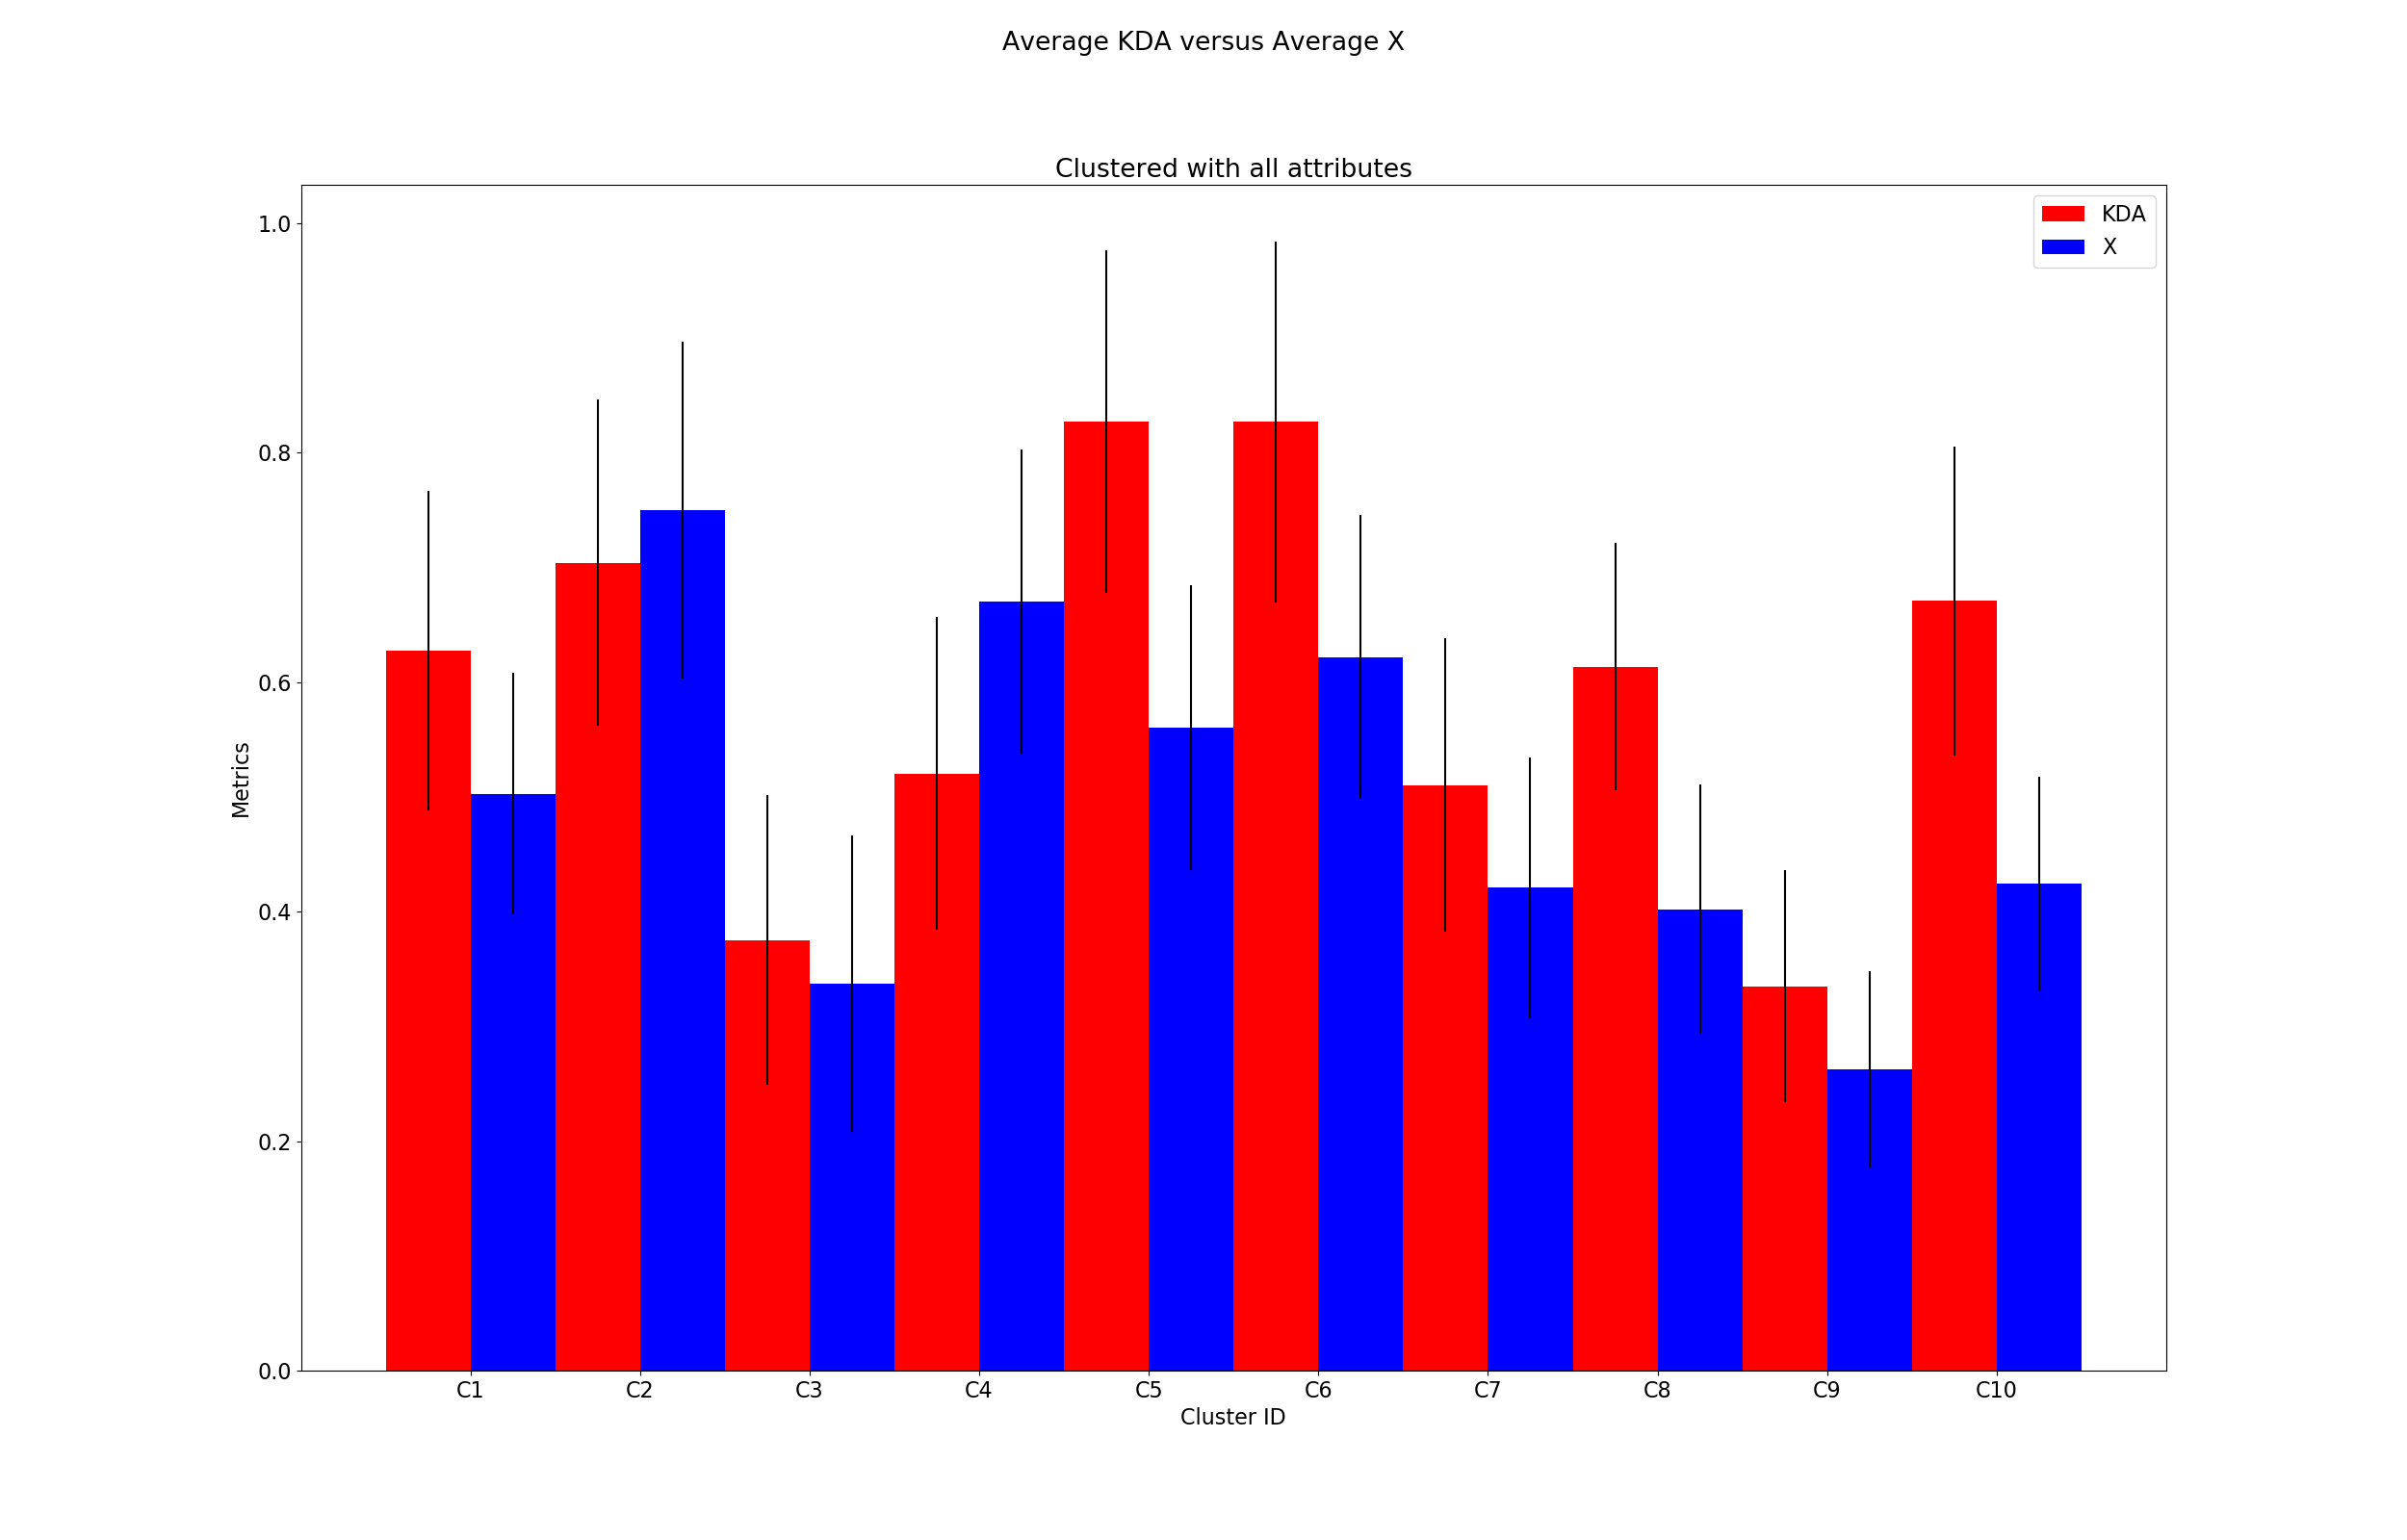 Average KDA versus Average X
Clustered with all attributes
KDA
X
1.0
0.8
0.6
0.4
0.2
0.0
Metrics
C1 C2 C3 C4 C5 C6 C7 C8 C9 C10
Cluster ID